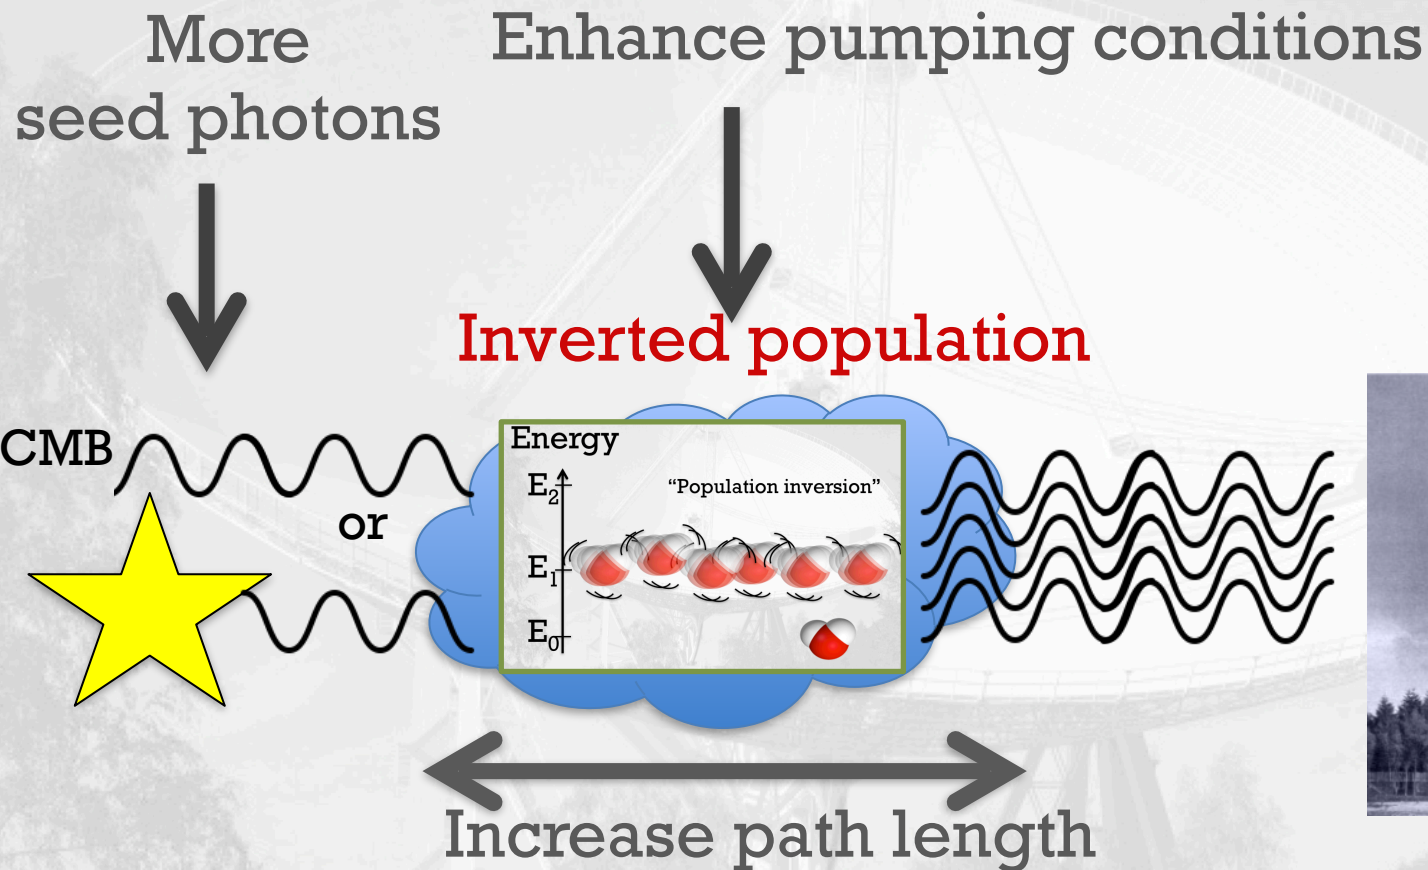 More
seed photons
Enhance pumping conditions
Inverted population
CMB
or
Energy
E₂
"Population inversion"
E₁
E₀
Increase path length